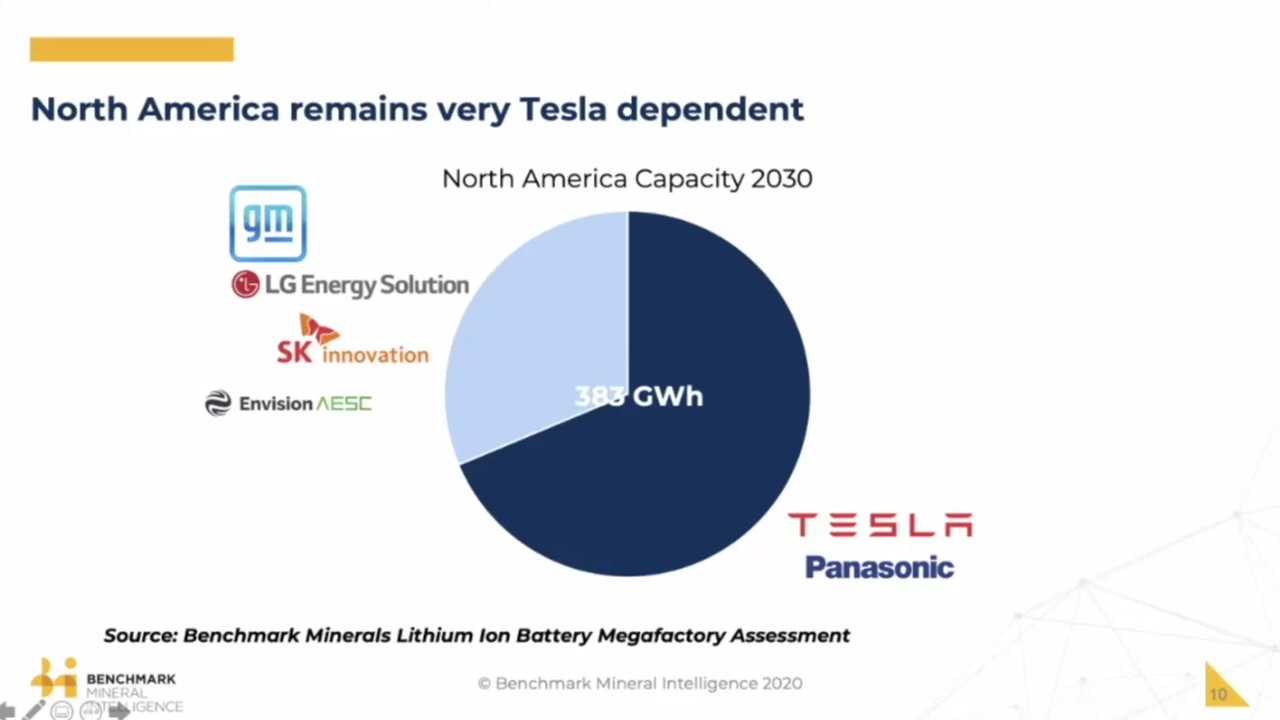 North America remains very Tesla dependent
North America Capacity 2030
gm
LG Energy Solution
SK innovation
Envision AESC
383 GWh
TESLA
Panasonic
Source: Benchmark Minerals Lithium Ion Battery Megafactory Assessment
BENCHMARK
MINERAL
INTELLIGENCE
© Benchmark Mineral Intelligence 2020
10